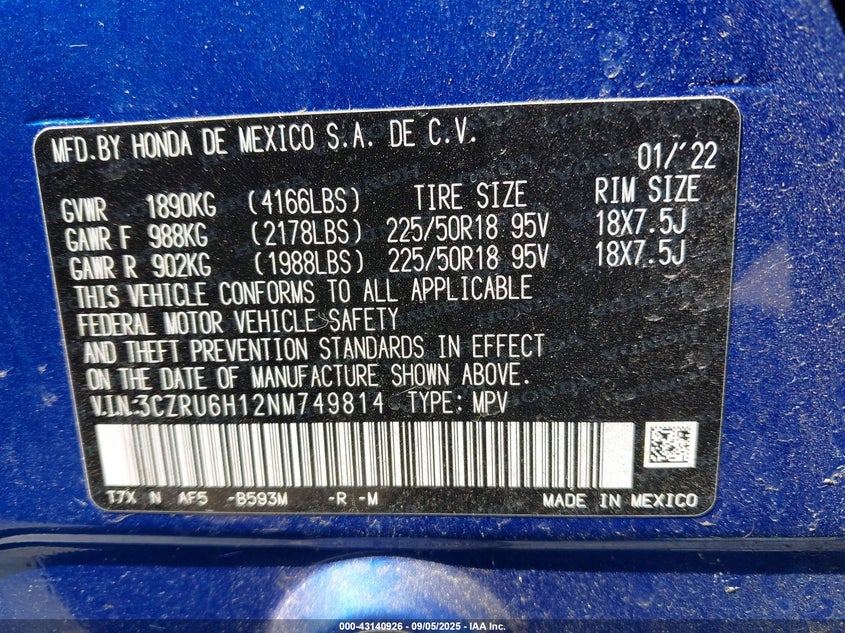 MFD.BY HONDA DE MEXICO S.A. DE C.V.
01/'22
GVWR 1890KG (4166LBS) TIRE SIZE RIM SIZE
GAWR F 988KG (2178LBS) 225/50R18 95V 18X7.5J
GAWR R 902KG (1988LBS) 225/50R18 95V 18X7.5J
THIS VEHICLE CONFORMS TO ALL APPLICABLE
FEDERAL MOTOR VEHICLE SAFETY
AND THEFT PREVENTION STANDARDS IN EFFECT
ON THE DATE OF MANUFACTURE SHOWN ABOVE.
V.I.N:3CZRU6H12NM749814 TYPE: MPV
T7X N AF5 -B593M -R -M MADE IN MEXICO
000-43140926 - 09/05/2025 - IAA Inc.